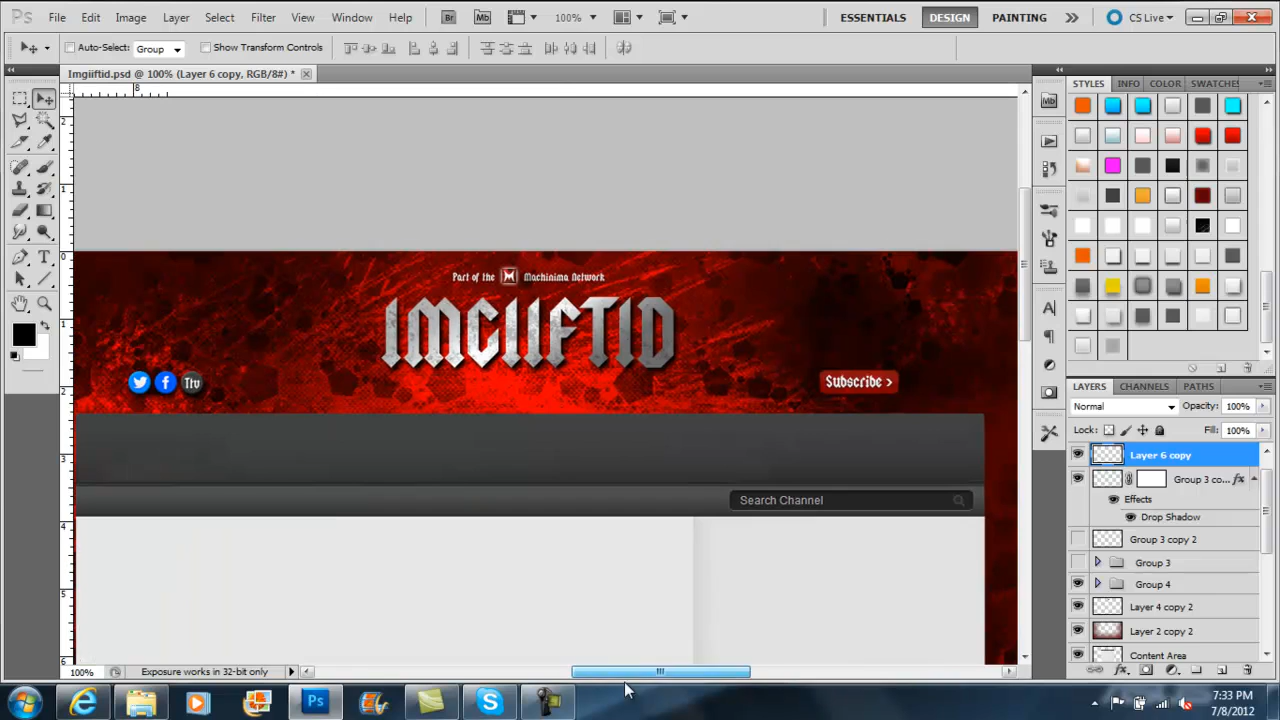 Ps File Edit Image Layer Select Filter View Window Help Br Mb 100% ESSENTIALS DESIGN PAINTING CS Live
Auto-Select: Group Show Transform Controls
Imgiiftid.psd @ 100% (Layer 6 copy, RGB/8#) *
STYLES INFO COLOR SWATCHES
Part of the M Machinima Network
IMGIIFTID
Ttv
Subscribe >
Search Channel
LAYERS CHANNELS PATHS
Normal Opacity: 100%
Lock: Fill: 100%
Layer 6 copy
Group 3 co... fx
Effects
Drop Shadow
Group 3 copy 2
Group 3
Group 4
Layer 4 copy 2
Layer 2 copy 2
Content Area
100% Exposure works in 32-bit only
7:33 PM
7/8/2012